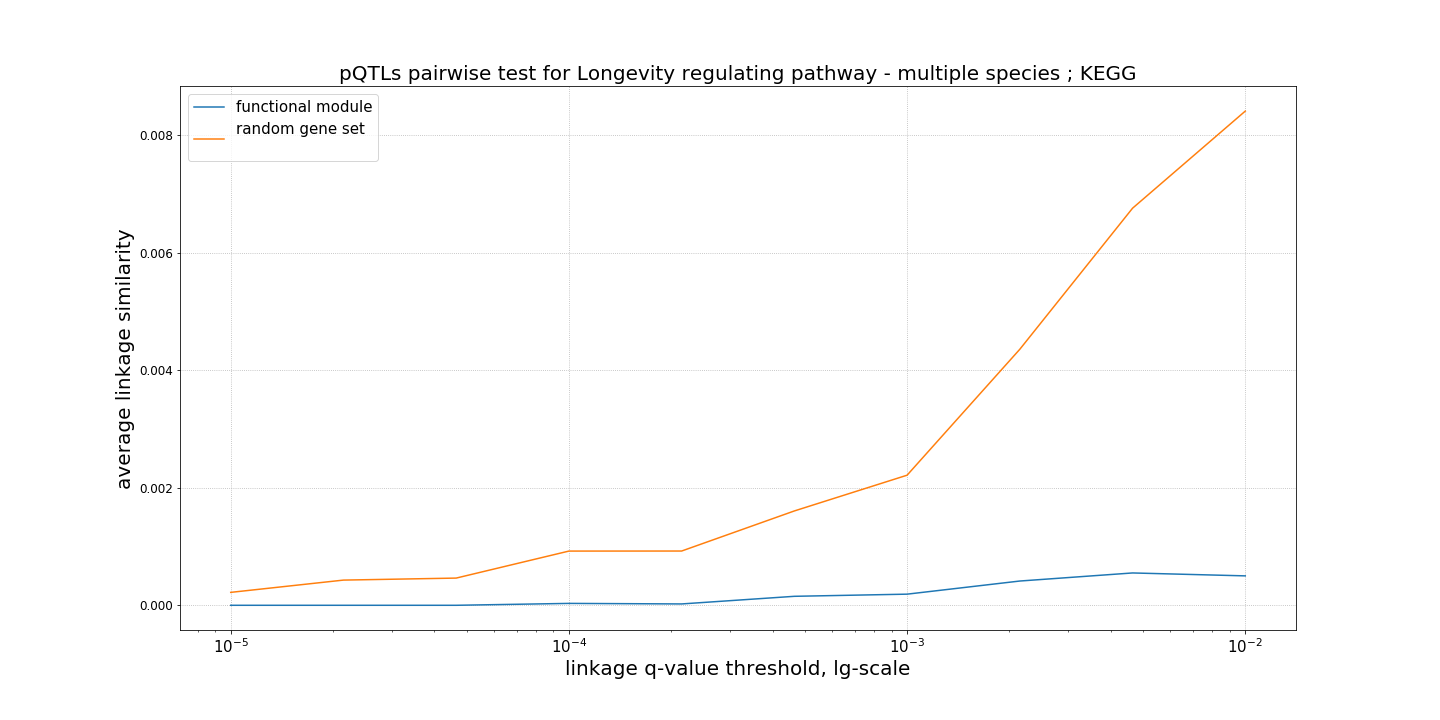 pQTLs pairwise test for Longevity regulating pathway - multiple species ; KEGG
functional module
random gene set
0.008
0.006
0.004
0.002
0.000
average linkage similarity
10⁻⁵ 10⁻⁴ 10⁻³ 10⁻²
linkage q-value threshold, lg-scale